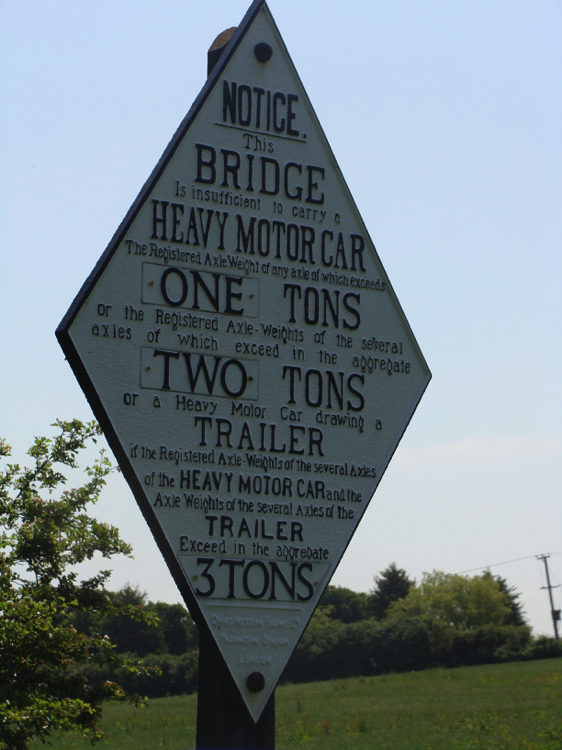 NOTICE.
This
BRIDGE
Is insufficient to carry a
HEAVY MOTOR CAR
The Registered Axle-Weight of any axle of which exceeds
ONE TONS
or the Registered Axle-Weights of the several
axles of which exceed in the aggregate
TWO TONS
or a Heavy Motor Car drawing a
TRAILER
if the Registered Axle-Weights of the several Axles
of the HEAVY MOTOR CAR and the
Axle Weights of the several Axles of the
TRAILER
Exceed in the aggregate
3 TONS